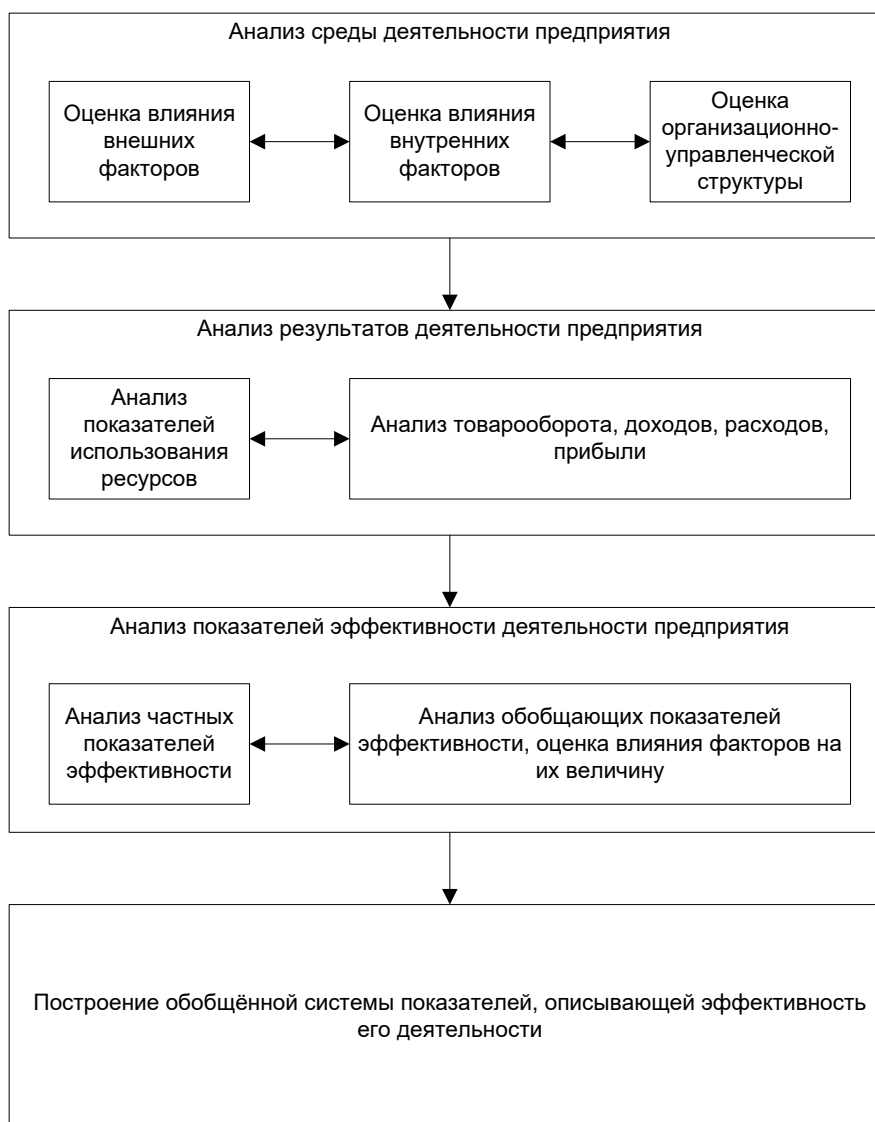 Анализ среды деятельности предприятия
Оценка влияния
внешних
факторов
Оценка влияния
внутренних
факторов
Оценка
организационно-
управленческой
структуры
Анализ результатов деятельности предприятия
Анализ
показателей
использования
ресурсов
Анализ товарооборота, доходов, расходов,
прибыли
Анализ показателей эффективности деятельности предприятия
Анализ частных
показателей
эффективности
Анализ обобщающих показателей
эффективности, оценка влияния факторов на
их величину
Построение обобщённой системы показателей, описывающей эффективность
его деятельности